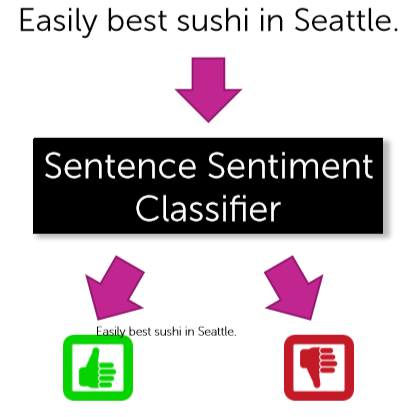 Easily best sushi in Seattle.
Sentence Sentiment
Classifier
Easily best sushi in Seattle.